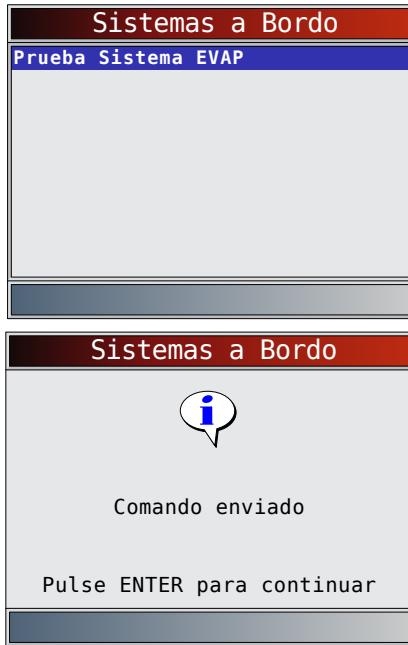 Sistemas a Bordo
Prueba Sistema EVAP
Sistemas a Bordo
i
Comando enviado
Pulse ENTER para continuar